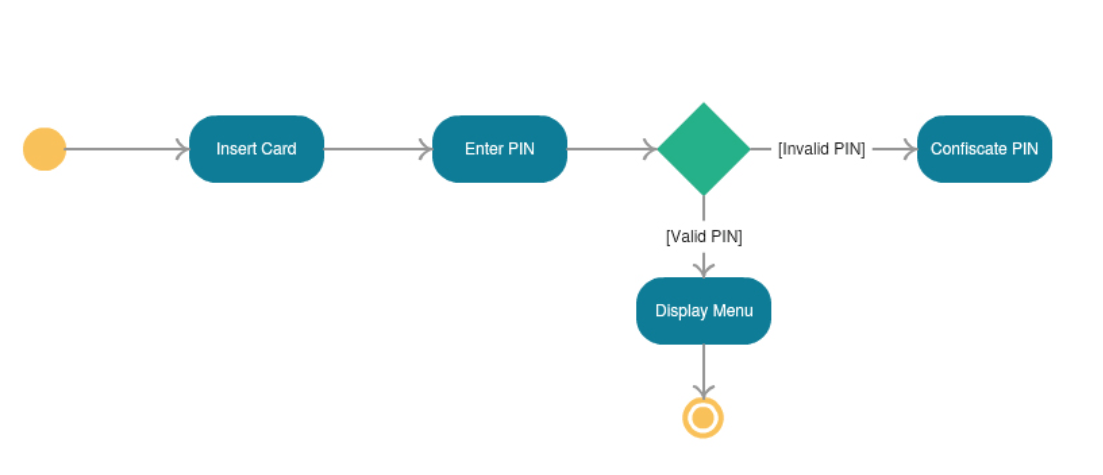 Insert Card
Enter PIN
[Invalid PIN]
Confiscate PIN
[Valid PIN]
Display Menu